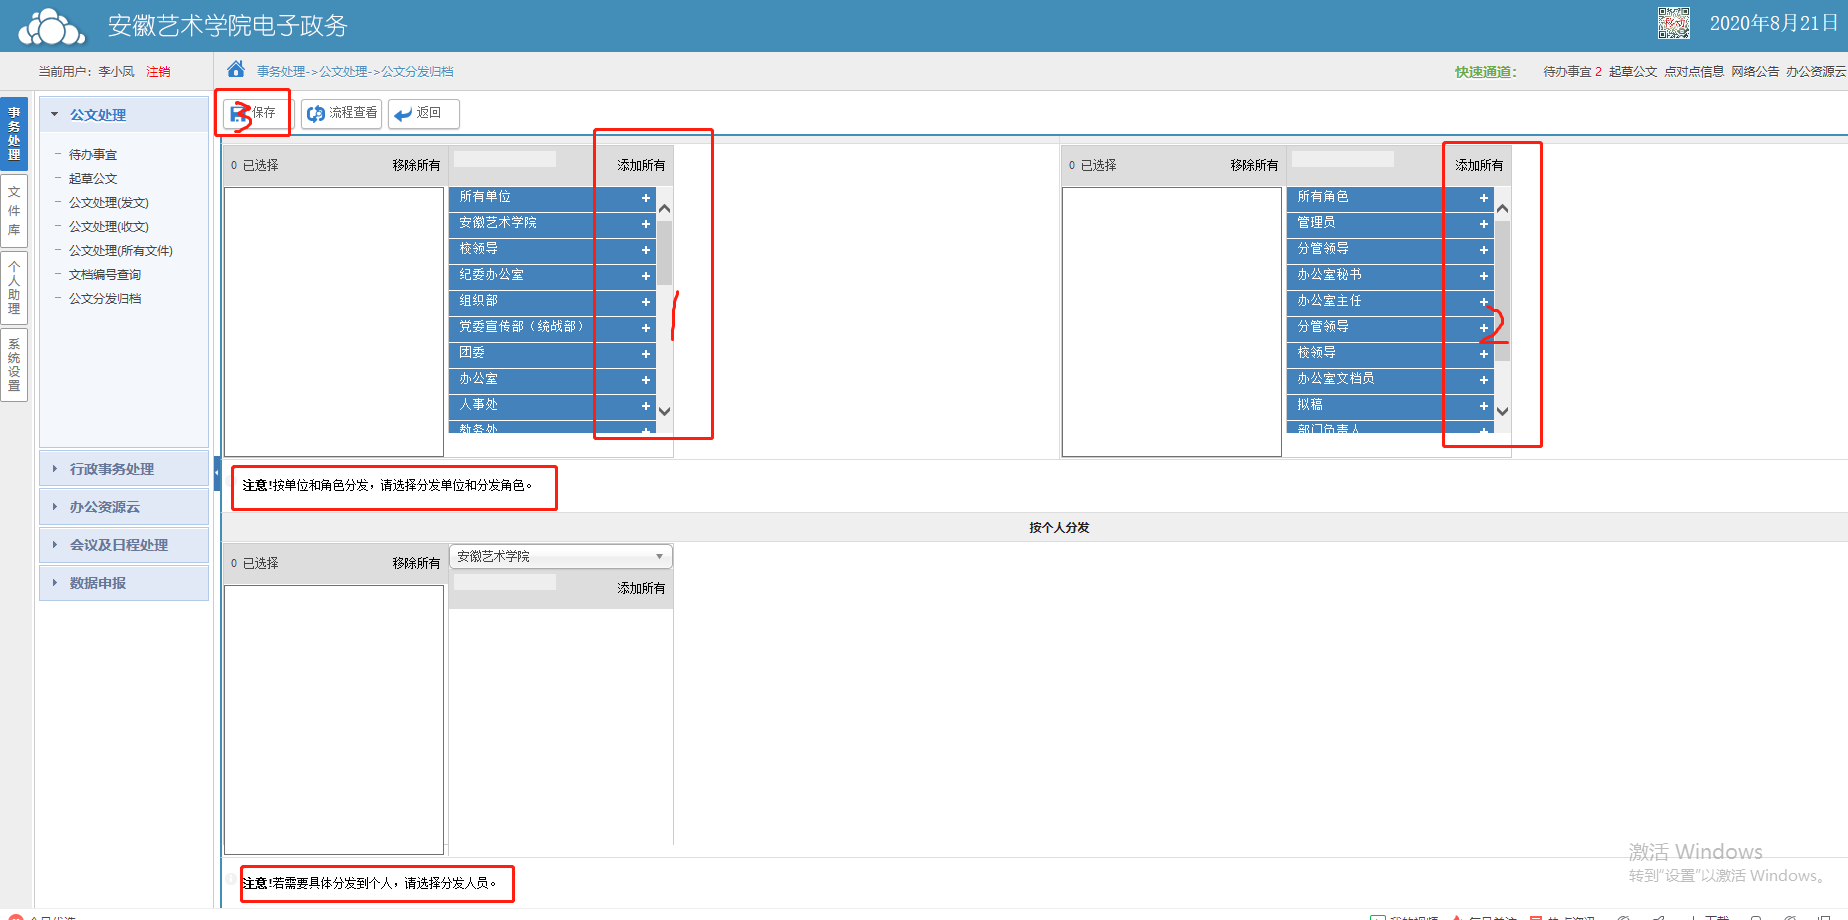 安徽艺术学院电子政务
2020年8月21日
当前用户：李小凤 注销
事务处理->公文处理->公文分发归档
快速通道： 待办事宜 2 起草公文 点对点信息 网络公告 办公资源云
事务处理
文件库
个人助理
系统设置
公文处理
- 待办事宜
- 起草公文
- 公文处理(发文)
- 公文处理(收文)
- 公文处理(所有文件)
- 文档编号查询
- 公文分发归档
行政事务处理
办公资源云
会议及日程处理
数据申报
3
保存 流程查看 返回
0 已选择 移除所有 添加所有
所有单位 +
安徽艺术学院 +
校领导 +
纪委办公室 +
组织部 +
党委宣传部（统战部） +
团委 +
办公室 +
人事处 +
教务处 +
1
0 已选择 移除所有 添加所有
所有角色 +
管理员 +
分管领导 +
办公室秘书 +
办公室主任 +
分管领导 +
校领导 +
办公室文档员 +
拟稿 +
部门负责人 +
2
注意!按单位和角色分发，请选择分发单位和分发角色。
按个人分发
0 已选择 移除所有 安徽艺术学院
添加所有
注意!若需要具体分发到个人，请选择分发人员。
激活 Windows
转到“设置”以激活 Windows。